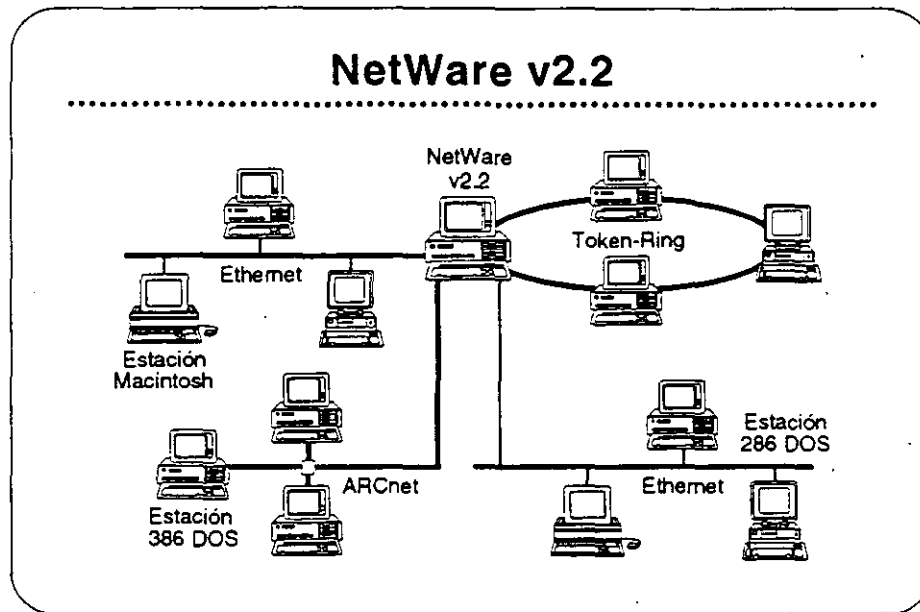 NetWare v2.2
NetWare
v2.2
Token-Ring
Ethernet
Estación
Macintosh
ARCnet
Estación
386 DOS
Estación
286 DOS
Ethernet